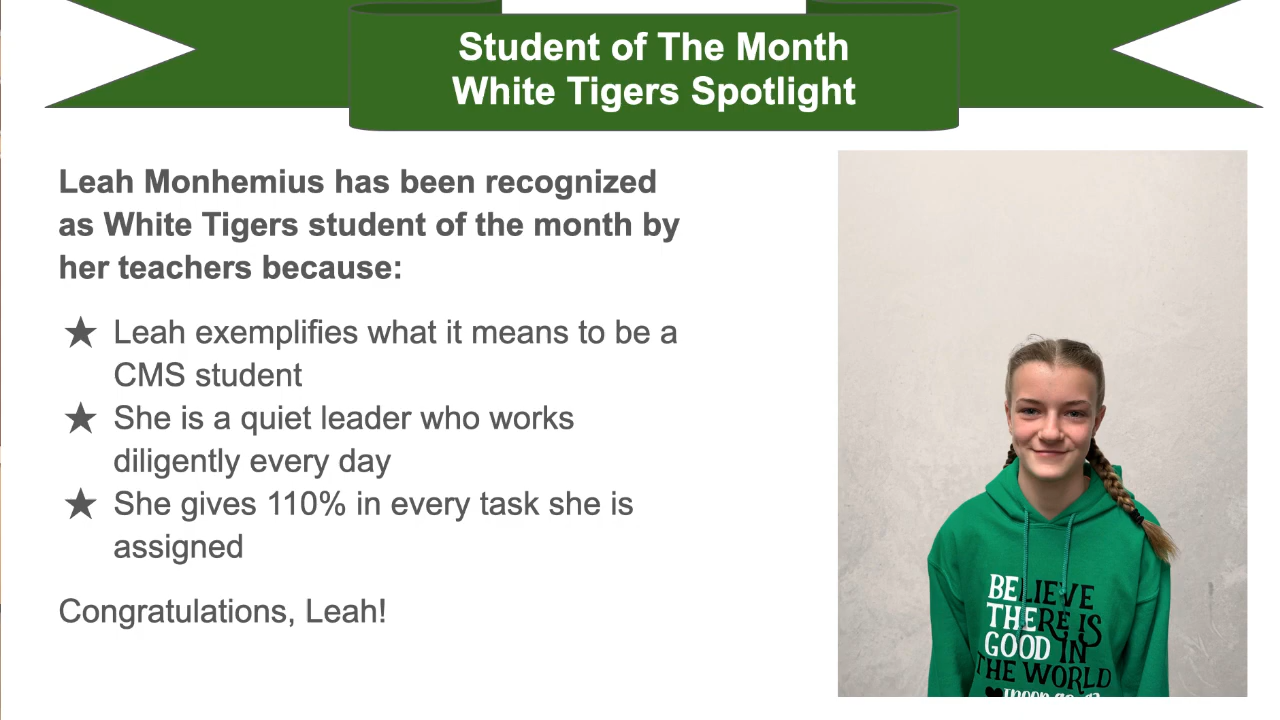 Student of The Month
White Tigers Spotlight
Leah Monhemius has been recognized
as White Tigers student of the month by
her teachers because:
★ Leah exemplifies what it means to be a
CMS student
★ She is a quiet leader who works
diligently every day
★ She gives 110% in every task she is
assigned
Congratulations, Leah!
BELIEVE
THERE IS
GOOD IN
THE WORLD